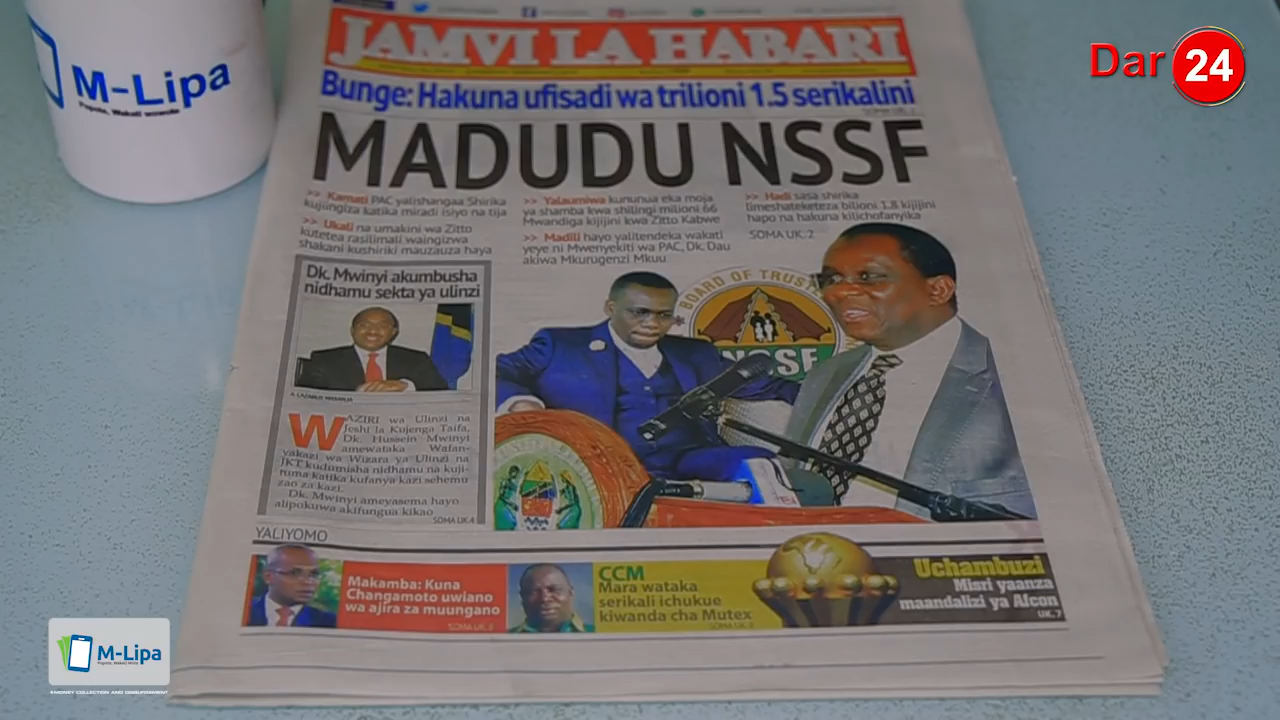 M-Lipa
Popote, Wakati wowote
Dar 24
JAMVI LA HABARI
Bunge: Hakuna ufisadi wa trilioni 1.5 serikalini
MADUDU NSSF
>> Kamati PAC yalishangaa Shirika
kujiingiza katika miradi isiyo na tija
>> Ukali na umakini wa Zitto
kutetea rasilimali waingizwa
shakani kushiriki mauzauza haya
>> Yalaumiwa kununua eka moja
ya shamba kwa shilingi milioni 66
Mwandiga kijijini kwa Zitto Kabwe
>> Madili hayo yalitendeka wakati
yeye ni Mwenyekiti wa PAC, Dk. Dau
akiwa Mkurugenzi Mkuu
>> Hadi sasa shirika
limeshateketeza bilioni 1.8 kijijini
hapo na hakuna kilichofanyika
SOMA UK. 2
Dk. Mwinyi akumbusha
nidhamu sekta ya ulinzi
WAZIRI wa Ulinzi na
Jeshi la Kujenga Taifa,
Dk. Hussein Mwinyi
amewataka Wafan-
yakazi wa Wizara ya Ulinzi na
JKT kudumisha nidhamu na kuji-
tuma katika kufanya kazi sehemu
zao za kazi.
Dk. Mwinyi ameyasema hayo
alipokuwa akifungua kikao
SOMA UK.4
BOARD OF TRUSTE
NSSF
YALIYOMO
Makamba: Kuna
Changamoto uwiano
wa ajira za muungano
CCM
Mara wataka
serikali ichukue
kiwanda cha Mutex
Uchambuzi
Misri yaanza
maandalizi ya Afcon
UK. 7
M-Lipa
EMONEY COLLECTION AND DISBURSEMENT